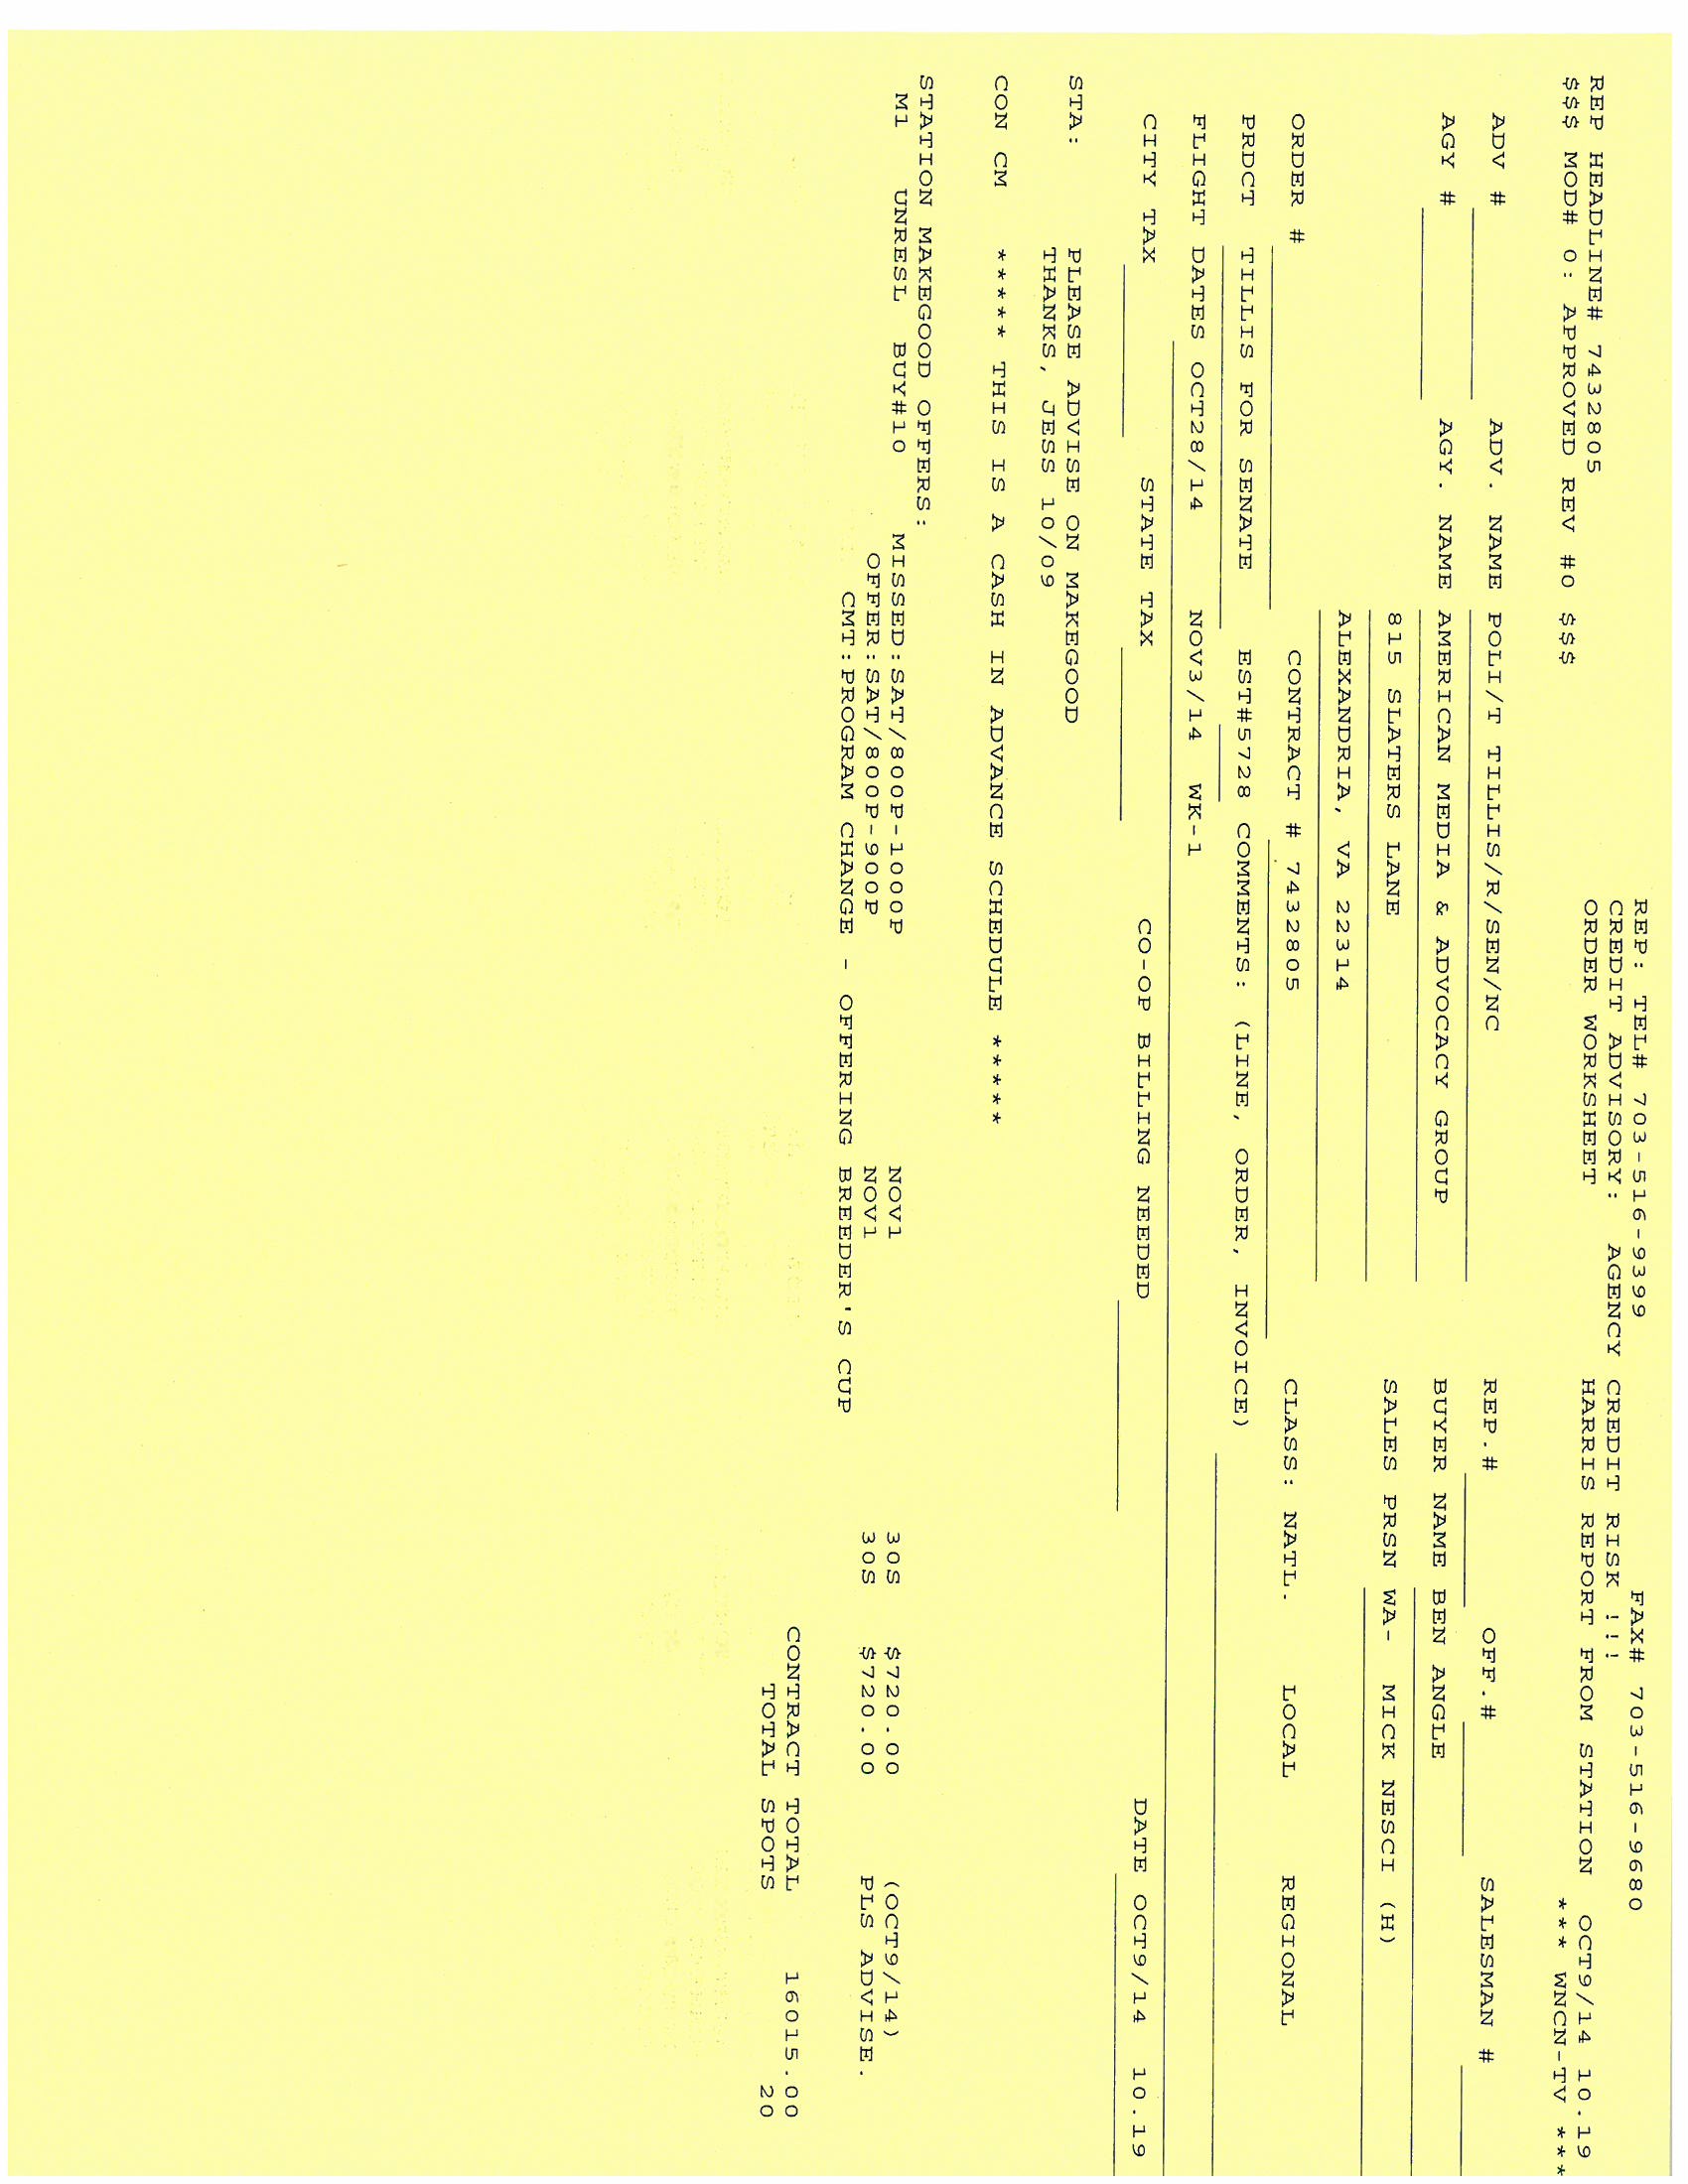 REP: TEL# 703-516-9399 FAX# 703-516-9680
CREDIT ADVISORY: AGENCY CREDIT RISK !!!
REP HEADLINE# 7432805 ORDER WORKSHEET HARRIS REPORT FROM STATION OCT9/14 10.19
$$$ MOD# 0: APPROVED REV #0 $$$ *** WNCN-TV ***
ADV # ADV. NAME POLI/T TILLIS/R/SEN/NC REP.# OFF.# SALESMAN #
AGY # AGY. NAME AMERICAN MEDIA & ADVOCACY GROUP BUYER NAME BEN ANGLE
815 SLATERS LANE SALES PRSN WA- MICK NESCI (H)
ALEXANDRIA, VA 22314
ORDER # CONTRACT # 7432805 CLASS: NATL. LOCAL REGIONAL
PRDCT TILLIS FOR SENATE EST#5728 COMMENTS: (LINE, ORDER, INVOICE)
FLIGHT DATES OCT28/14 NOV3/14 WK-1
CITY TAX STATE TAX CO-OP BILLING NEEDED DATE OCT9/14 10.19
STA: PLEASE ADVISE ON MAKEGOOD
THANKS, JESS 10/09
CON CM ***** THIS IS A CASH IN ADVANCE SCHEDULE *****
STATION MAKEGOOD OFFERS:
M1 UNRESL BUY#10 MISSED:SAT/800P-1000P NOV1 30S $720.00 (OCT9/14)
OFFER:SAT/800P-900P NOV1 30S $720.00 PLS ADVISE.
CMT:PROGRAM CHANGE - OFFERING BREEDER'S CUP
CONTRACT TOTAL 16015.00
TOTAL SPOTS 20